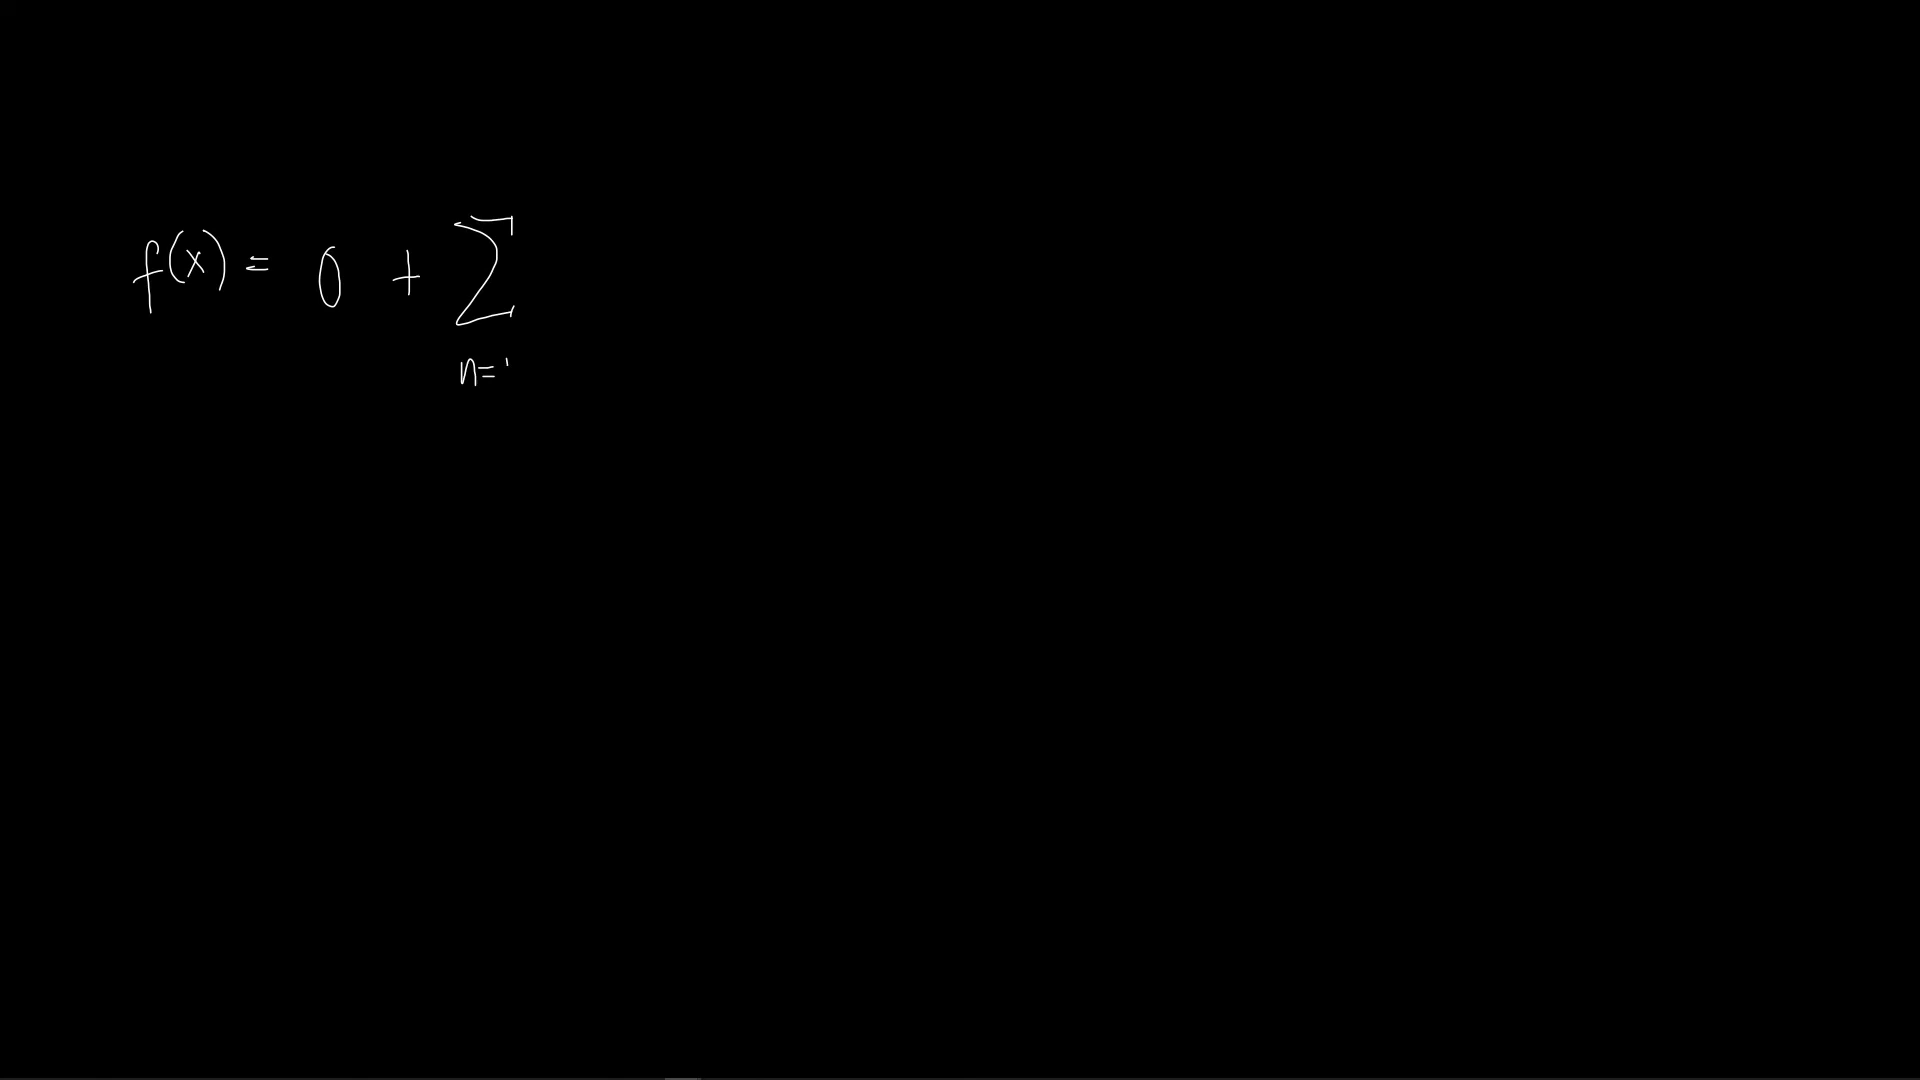 f(x) = 0 + ∑
n='